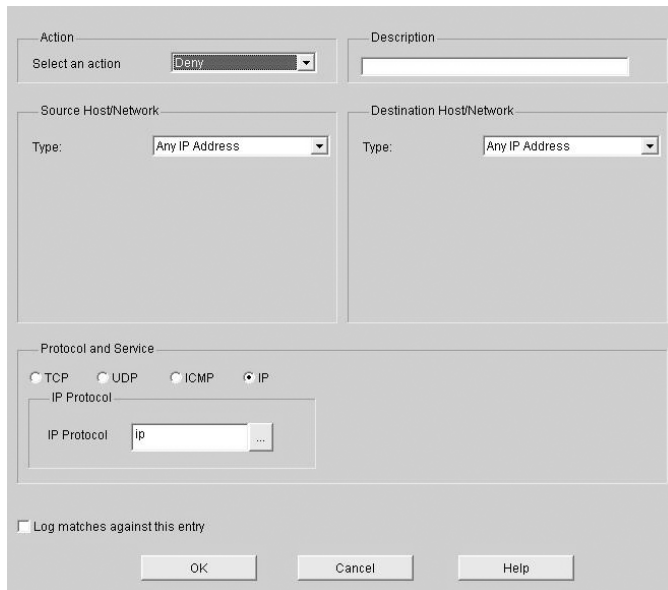 Action
Description
Select an action
Deny
Source Host/Network
Destination Host/Network
Type:
Any IP Address
Type:
Any IP Address
Protocol and Service
TCP
UDP
ICMP
IP
IP Protocol
IP Protocol
ip
...
Log matches against this entry
OK
Cancel
Help